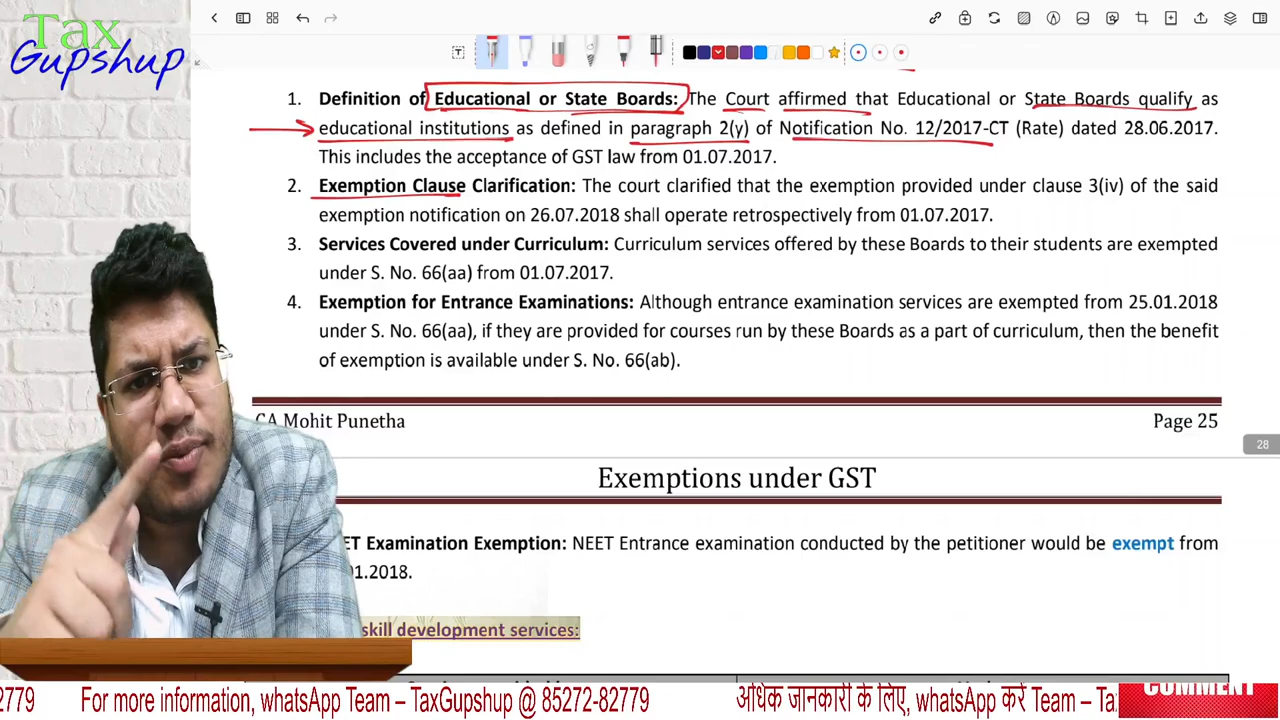 Tax
Gupshup
1. Definition of Educational or State Boards: The Court affirmed that Educational or State Boards qualify as
educational institutions as defined in paragraph 2(y) of Notification No. 12/2017-CT (Rate) dated 28.06.2017.
This includes the acceptance of GST law from 01.07.2017.
2. Exemption Clause Clarification: The court clarified that the exemption provided under clause 3(iv) of the said
exemption notification on 26.07.2018 shall operate retrospectively from 01.07.2017.
3. Services Covered under Curriculum: Curriculum services offered by these Boards to their students are exempted
under S. No. 66(aa) from 01.07.2017.
4. Exemption for Entrance Examinations: Although entrance examination services are exempted from 25.01.2018
under S. No. 66(aa), if they are provided for courses run by these Boards as a part of curriculum, then the benefit
of exemption is available under S. No. 66(ab).
CA Mohit Punetha Page 25
28
Exemptions under GST
ET Examination Exemption: NEET Entrance examination conducted by the petitioner would be exempt from
01.2018.
skill development services:
2779 For more information, whatsApp Team – TaxGupshup @ 85272-82779 अधिक जानकारी के लिए, whatsApp करें Team – Ta
COMMENT